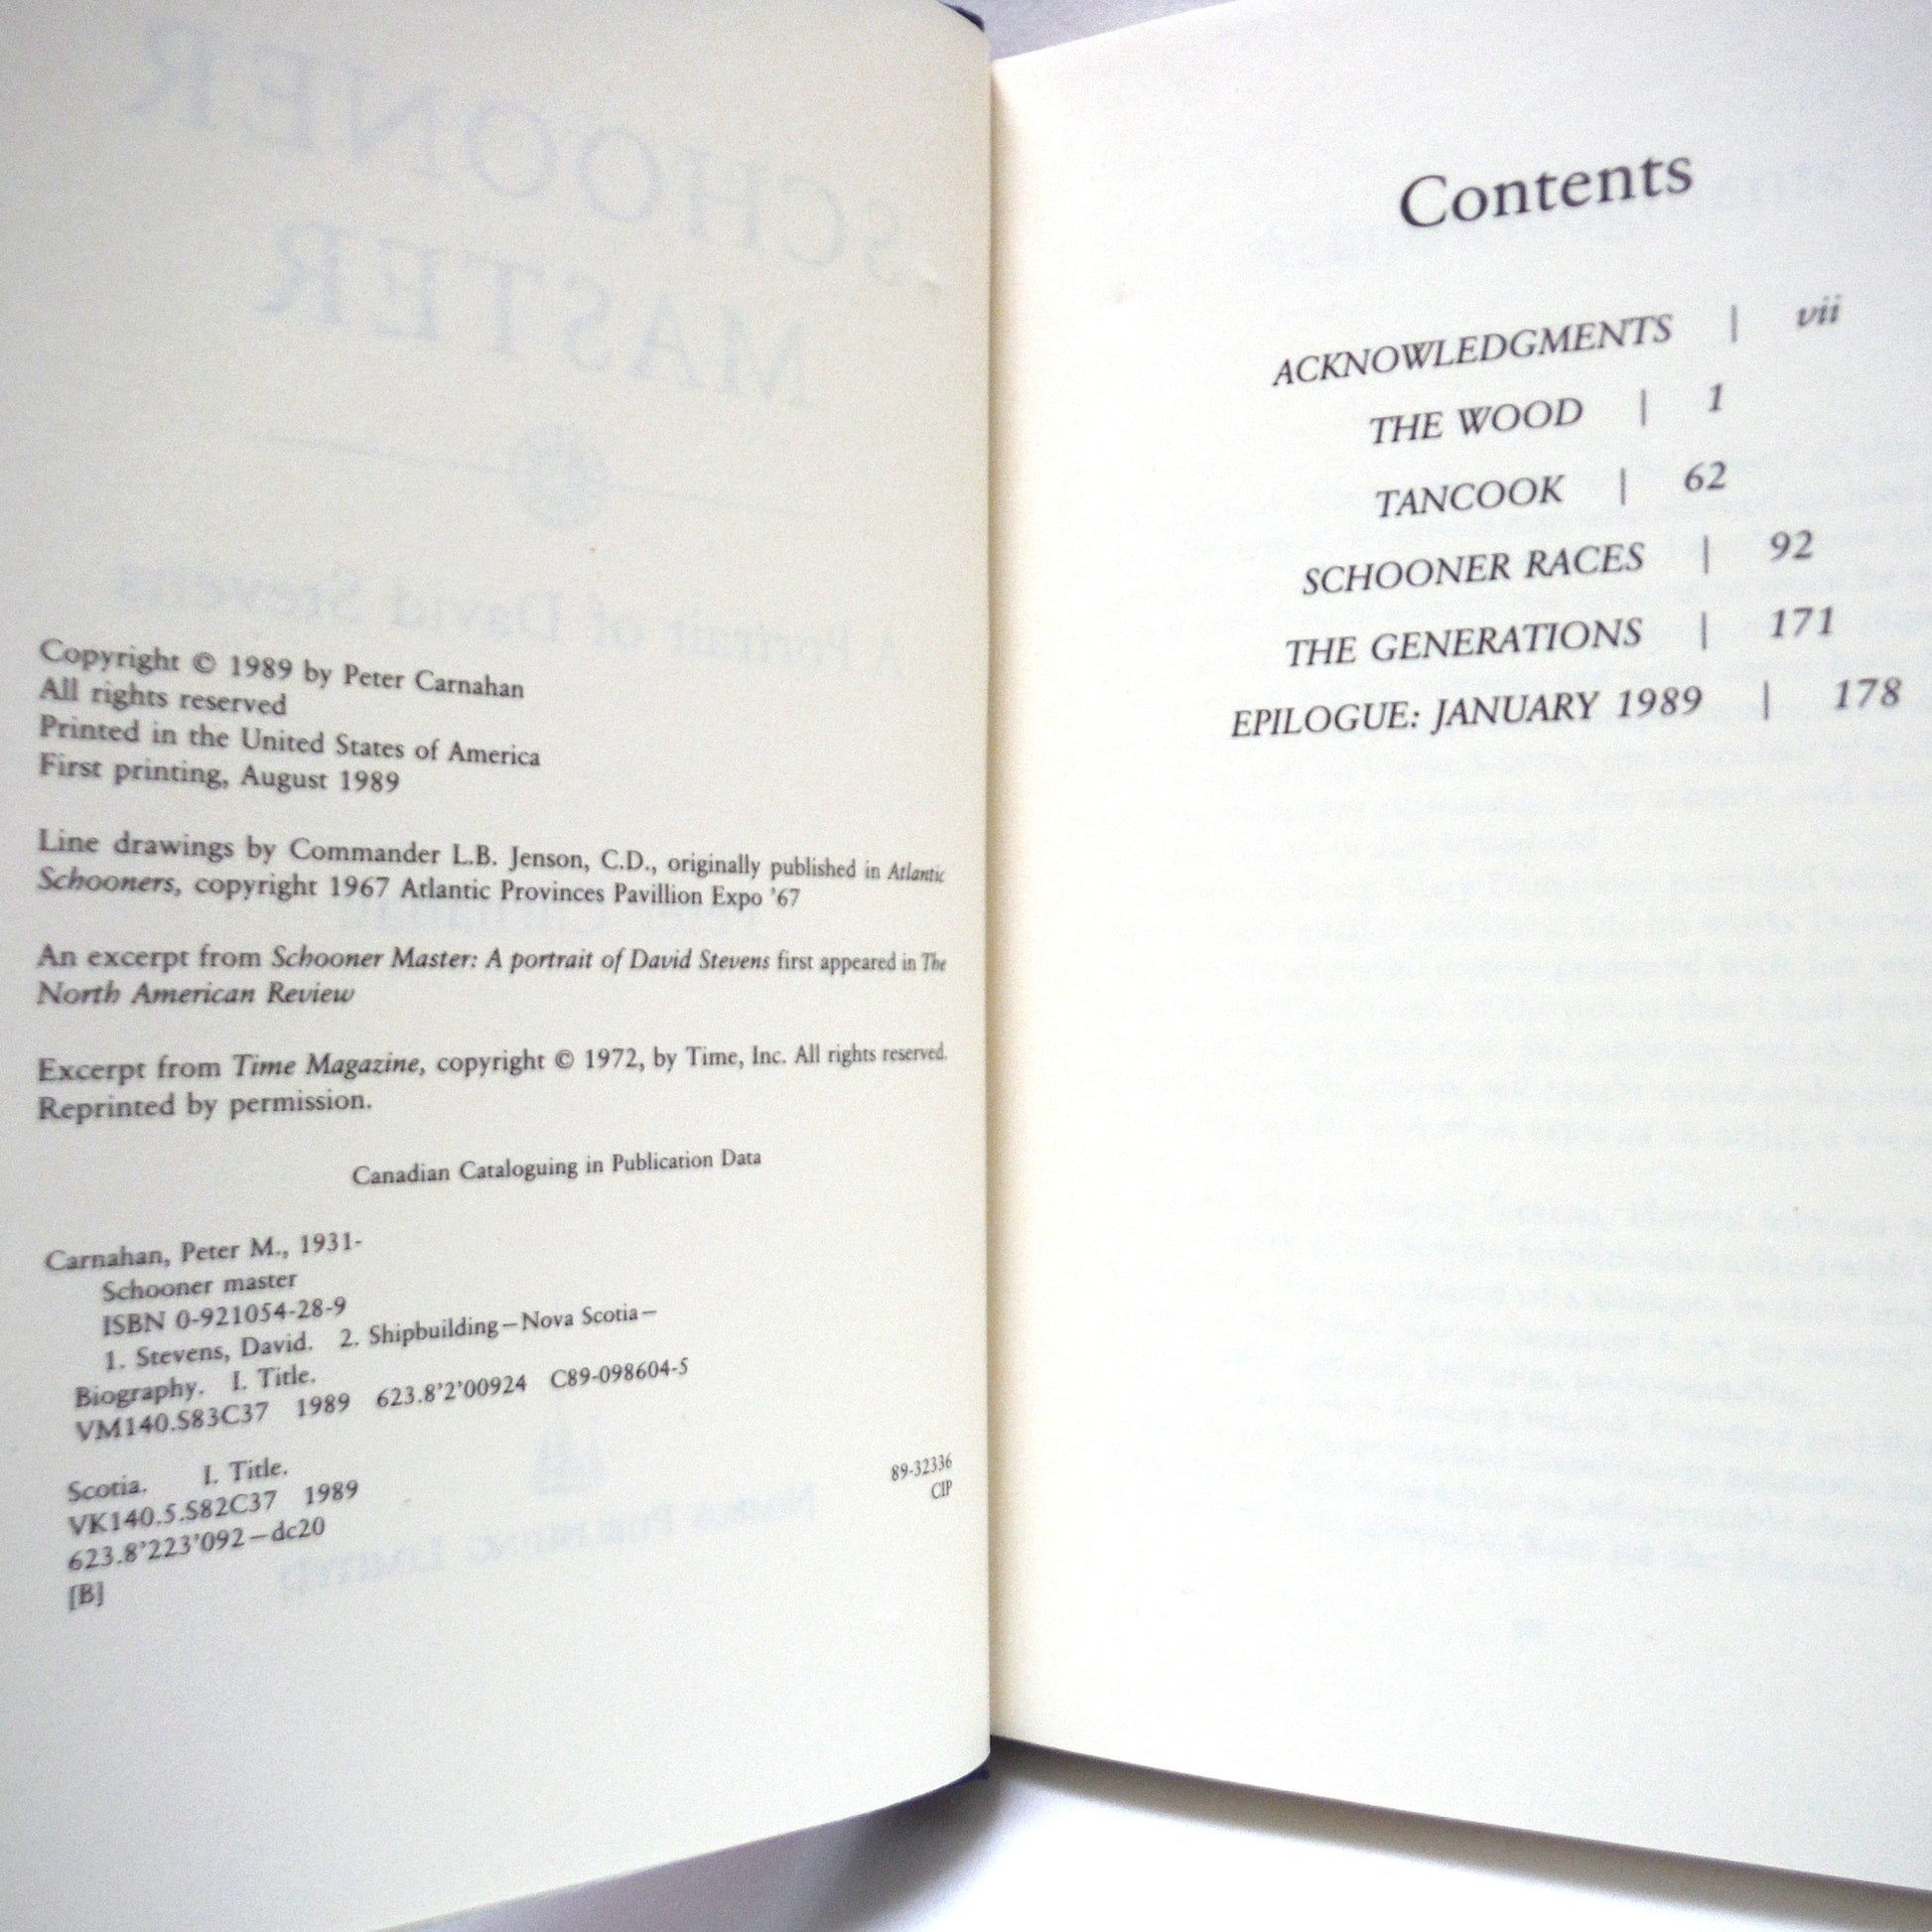 Copyright © 1989 by Peter Carnahan
All rights reserved
Printed in the United States of America
First printing, August 1989
Line drawings by Commander L.B. Jenson, C.D., originally published in Atlantic
Schooners, copyright 1967 Atlantic Provinces Pavillion Expo '67
An excerpt from Schooner Master: A portrait of David Stevens first appeared in The
North American Review
Excerpt from Time Magazine, copyright © 1972, by Time, Inc. All rights reserved.
Reprinted by permission.
Canadian Cataloguing in Publication Data
Carnahan, Peter M., 1931-
Schooner master
ISBN 0-921054-28-9
1. Stevens, David. 2. Shipbuilding—Nova Scotia—
Biography. I. Title.
VM140.S83C37 1989 623.8'2'00924 C89-098604-5
Scotia. I. Title.
VK140.5.S82C37 1989
623.8'223'092—dc20
[B]
89-32336
CIP
SCHOONER
MASTER
A Portrait of David Stevens
Contents
ACKNOWLEDGMENTS | vii
THE WOOD | 1
TANCOOK | 62
SCHOONER RACES | 92
THE GENERATIONS | 171
EPILOGUE: JANUARY 1989 | 178